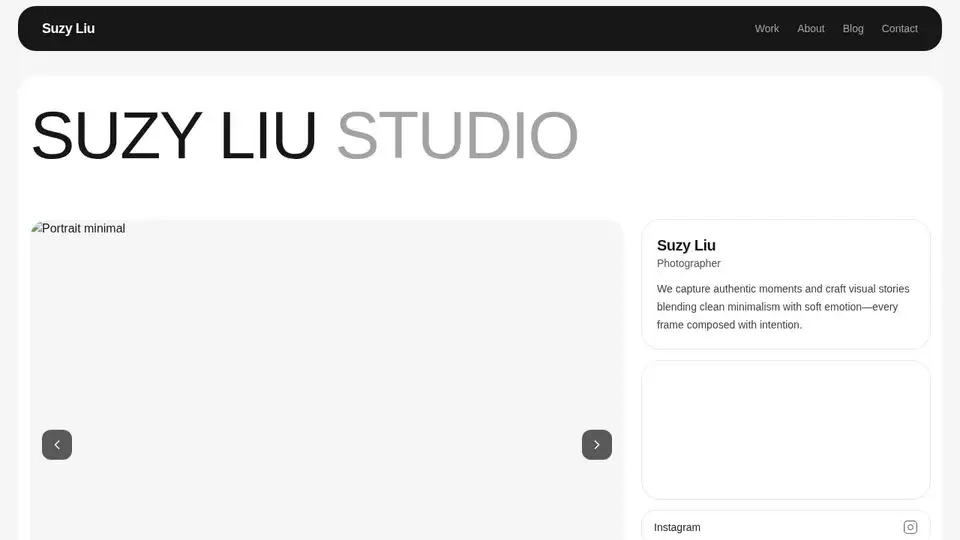 Suzy Liu
Work About Blog Contact
SUZY LIU STUDIO
Portrait minimal
Suzy Liu
Photographer
We capture authentic moments and craft visual stories
blending clean minimalism with soft emotion—every
frame composed with intention.
Instagram